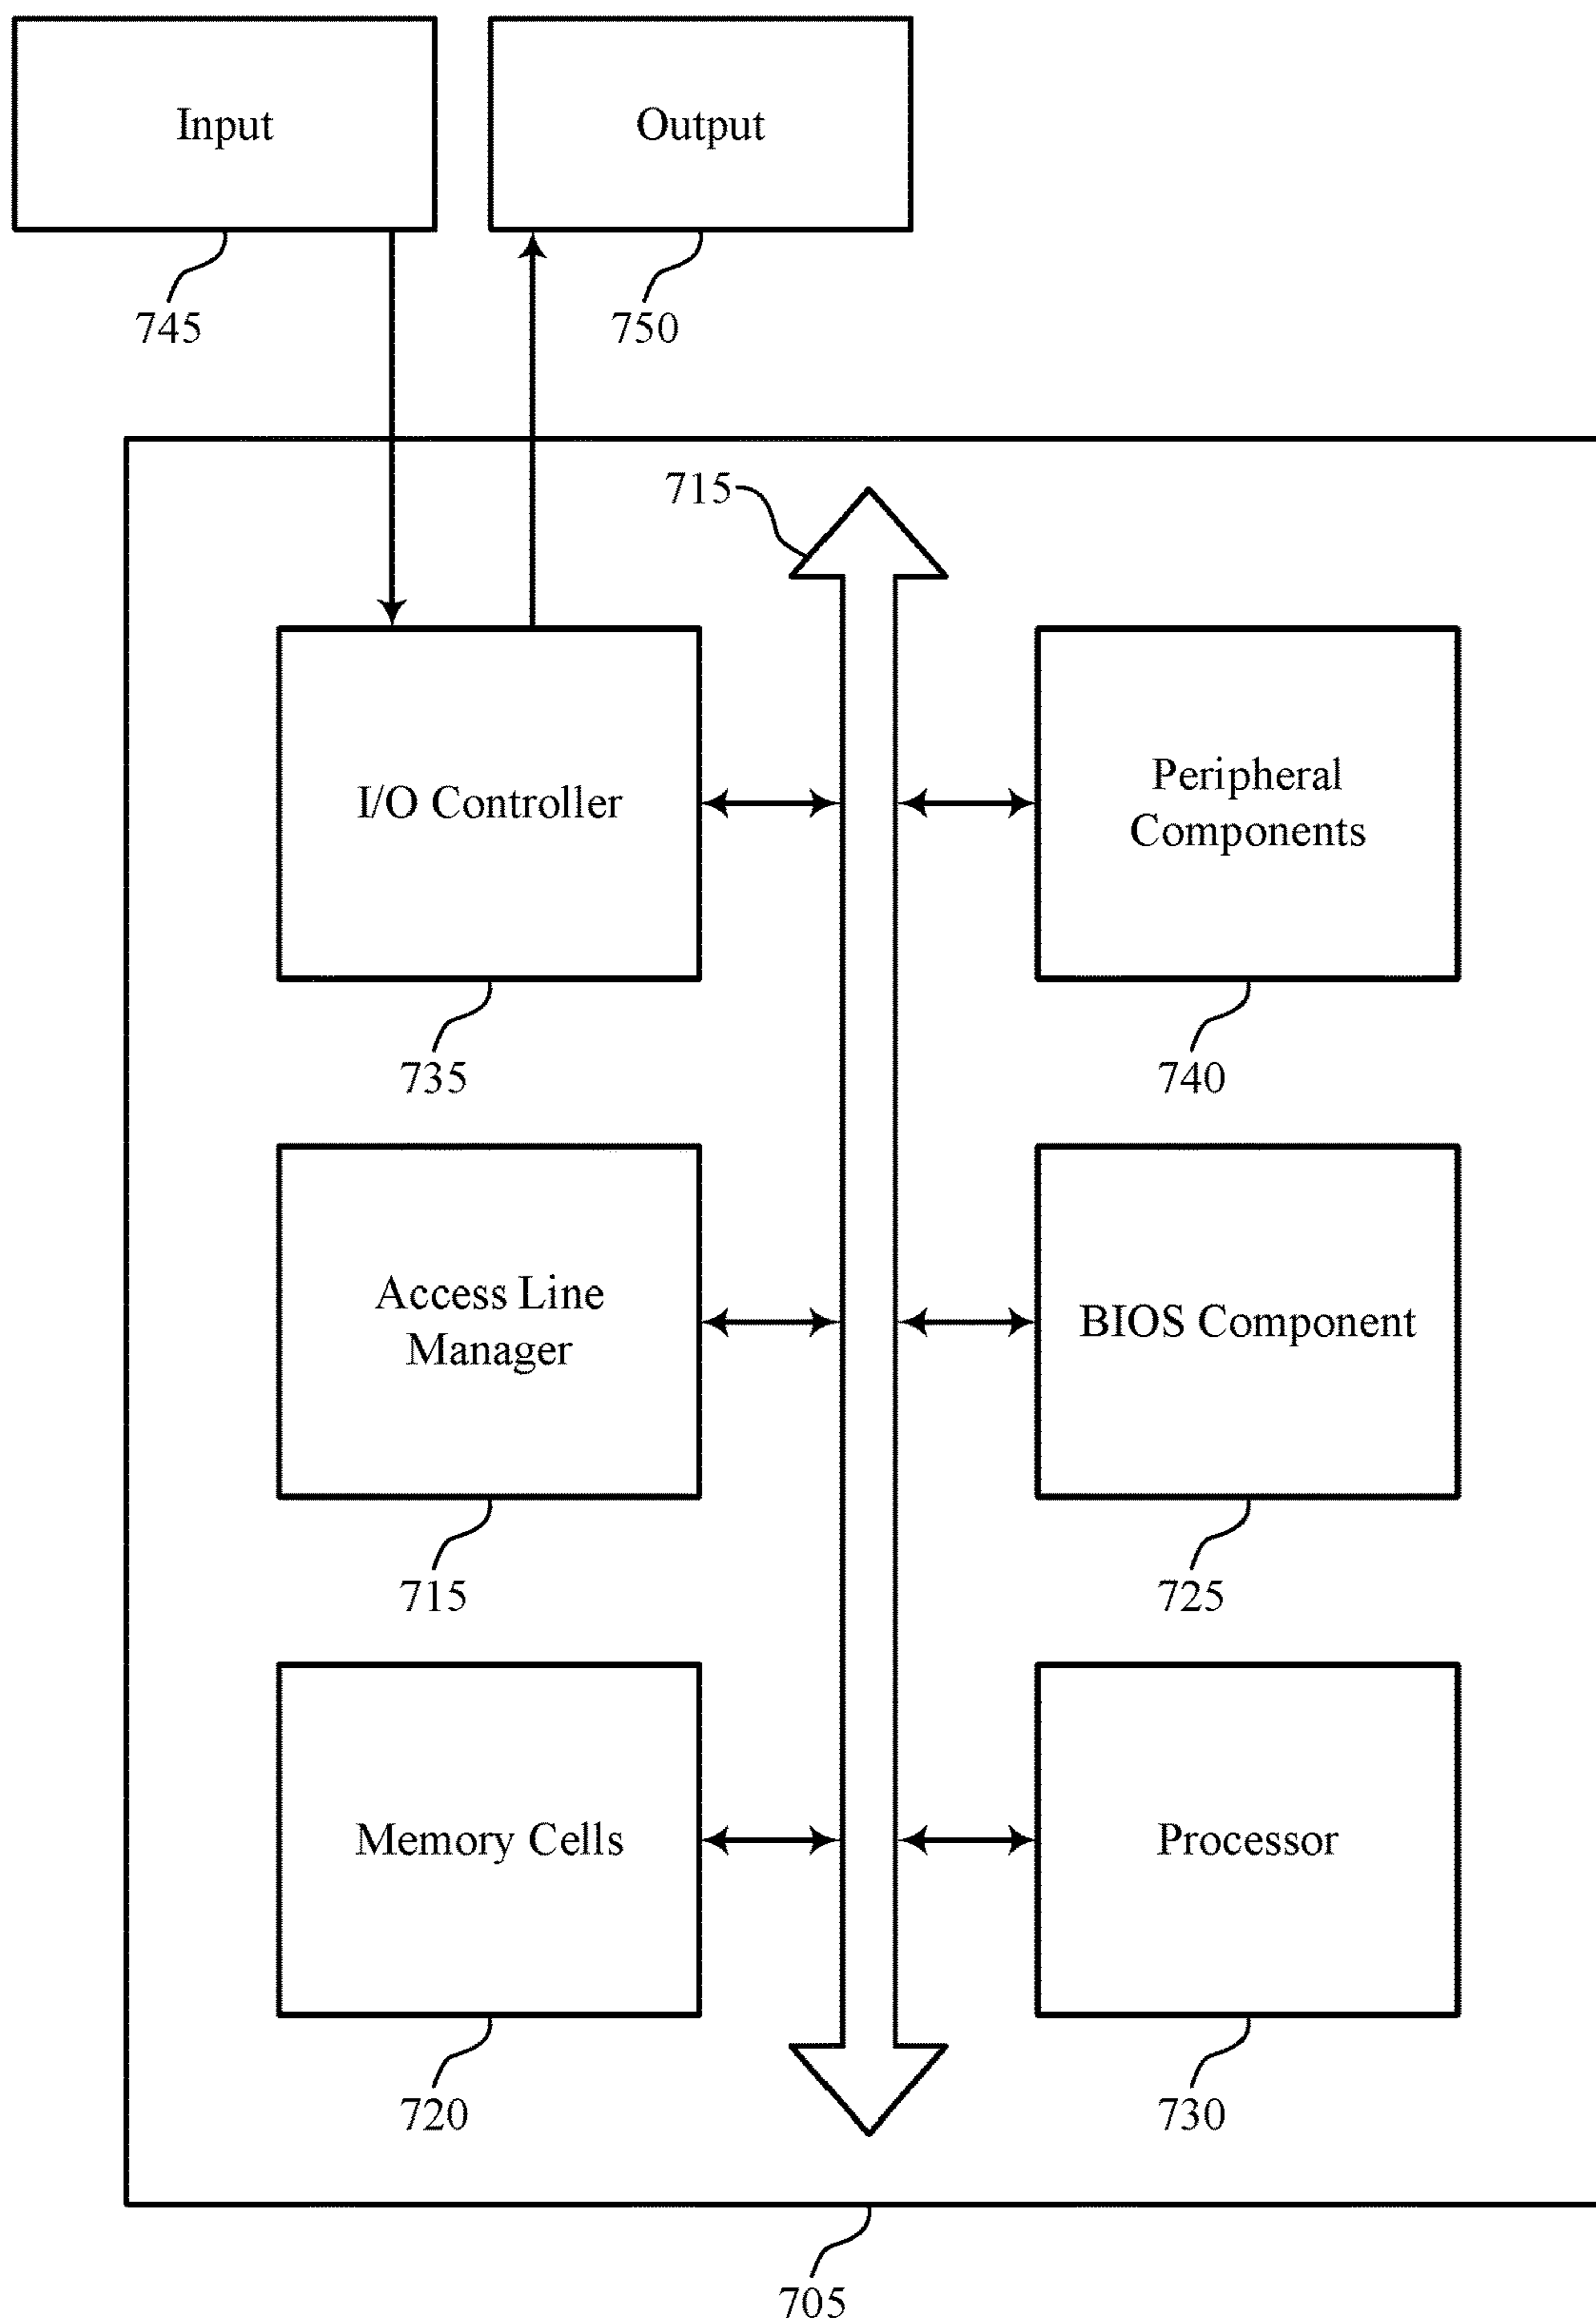 Input
Output
745
750
715
I/O Controller
Peripheral
Components
735
740
Access Line
Manager
BIOS Component
715
725
Memory Cells
Processor
720
730
705